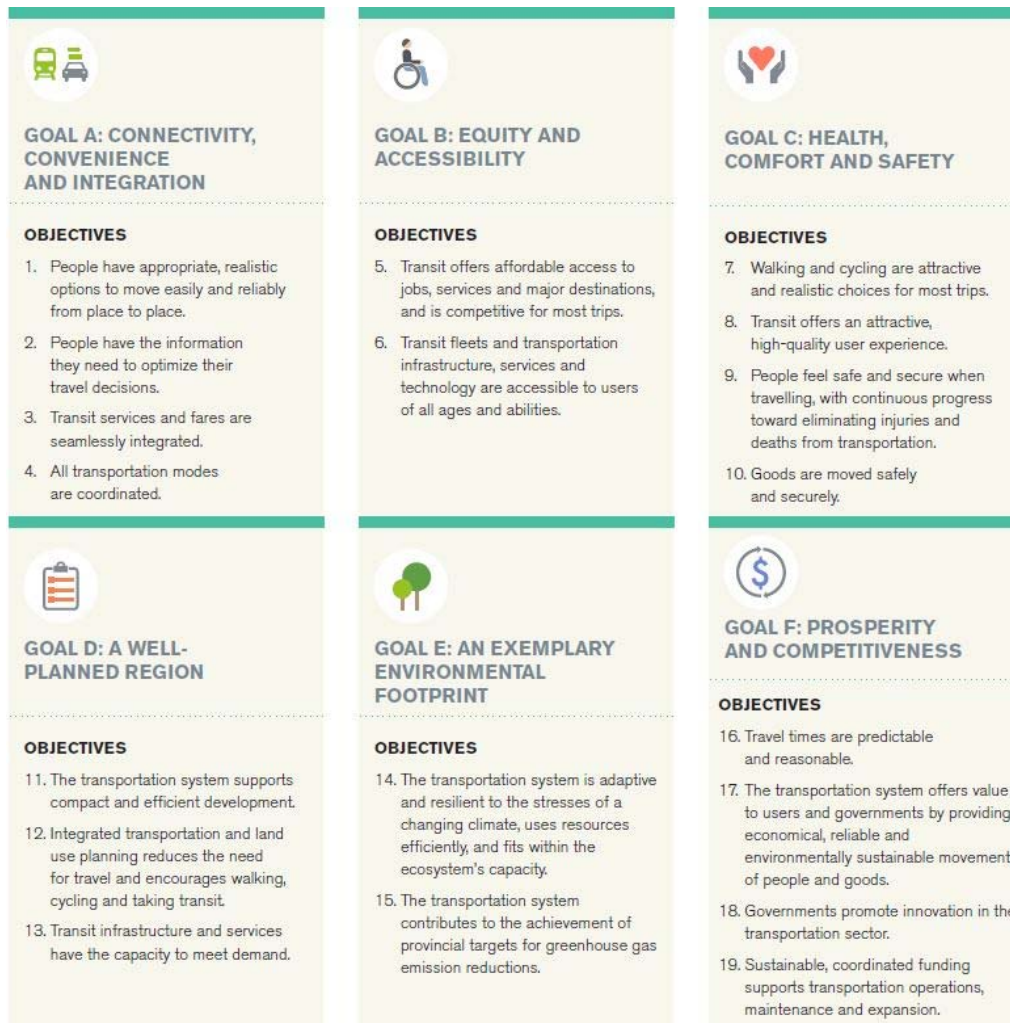 GOAL A: CONNECTIVITY,
CONVENIENCE
AND INTEGRATION
OBJECTIVES
1. People have appropriate, realistic
options to move easily and reliably
from place to place.
2. People have the information
they need to optimize their
travel decisions.
3. Transit services and fares are
seamlessly integrated.
4. All transportation modes
are coordinated.
GOAL B: EQUITY AND
ACCESSIBILITY
OBJECTIVES
5. Transit offers affordable access to
jobs, services and major destinations,
and is competitive for most trips.
6. Transit fleets and transportation
infrastructure, services and
technology are accessible to users
of all ages and abilities.
GOAL C: HEALTH,
COMFORT AND SAFETY
OBJECTIVES
7. Walking and cycling are attractive
and realistic choices for most trips.
8. Transit offers an attractive,
high-quality user experience.
9. People feel safe and secure when
travelling, with continuous progress
toward eliminating injuries and
deaths from transportation.
10. Goods are moved safely
and securely.
GOAL D: A WELL-
PLANNED REGION
OBJECTIVES
11. The transportation system supports
compact and efficient development.
12. Integrated transportation and land
use planning reduces the need
for travel and encourages walking,
cycling and taking transit.
13. Transit infrastructure and services
have the capacity to meet demand.
GOAL E: AN EXEMPLARY
ENVIRONMENTAL
FOOTPRINT
OBJECTIVES
14. The transportation system is adaptive
and resilient to the stresses of a
changing climate, uses resources
efficiently, and fits within the
ecosystem's capacity.
15. The transportation system
contributes to the achievement of
provincial targets for greenhouse gas
emission reductions.
$
GOAL F: PROSPERITY
AND COMPETITIVENESS
OBJECTIVES
16. Travel times are predictable
and reasonable.
17. The transportation system offers value
to users and governments by providing
economical, reliable and
environmentally sustainable movement
of people and goods.
18. Governments promote innovation in the
transportation sector.
19. Sustainable, coordinated funding
supports transportation operations,
maintenance and expansion.